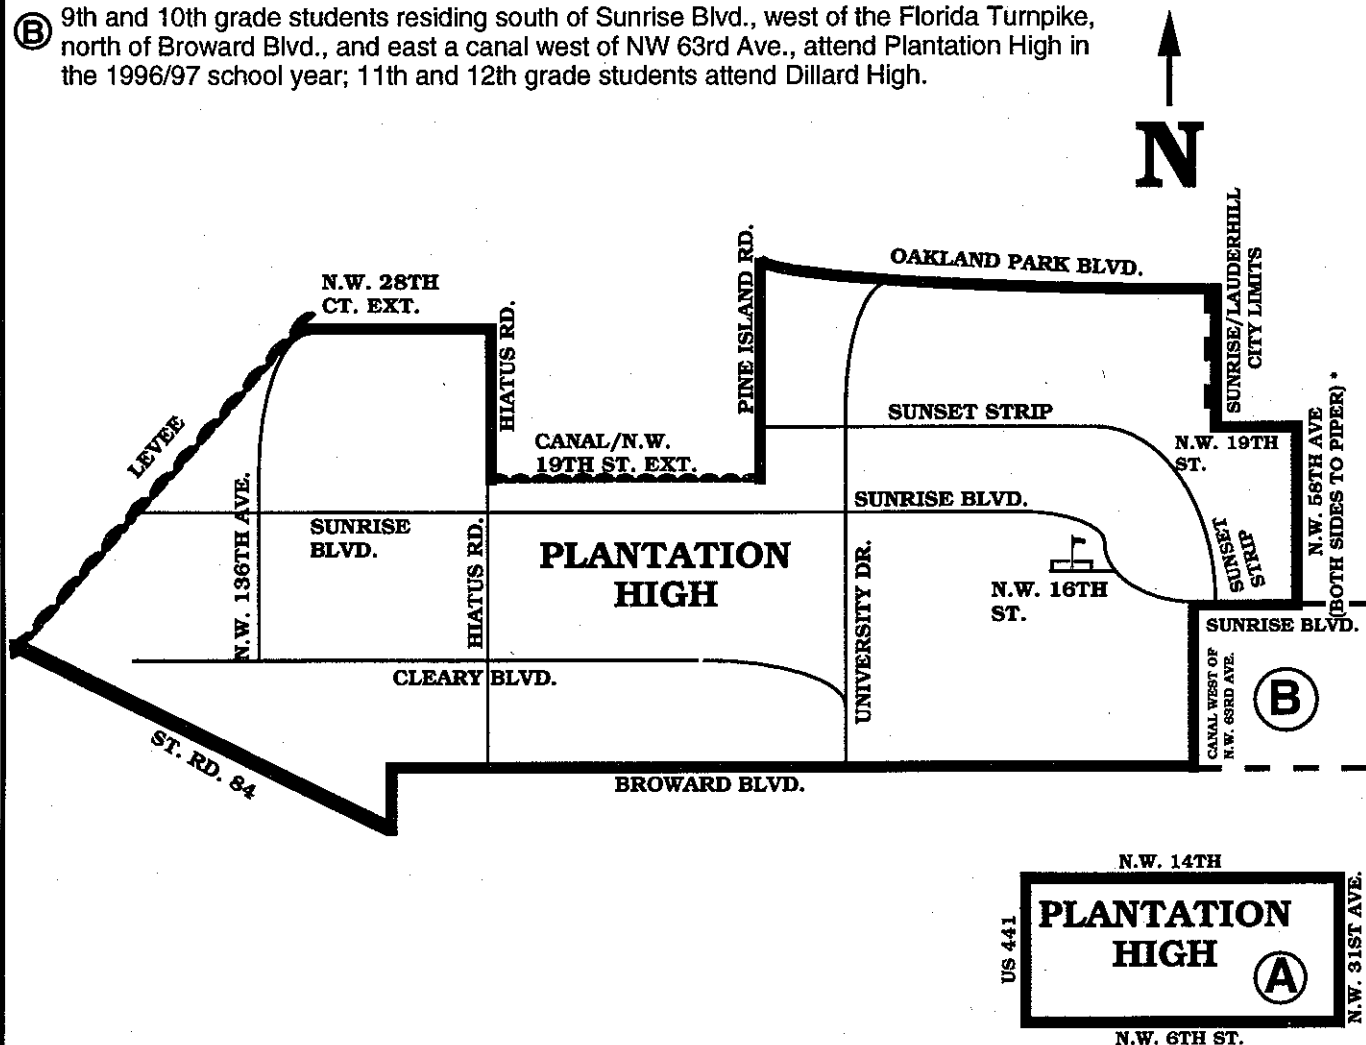 B 9th and 10th grade students residing south of Sunrise Blvd., west of the Florida Turnpike,
north of Broward Blvd., and east a canal west of NW 63rd Ave., attend Plantation High in
the 1996/97 school year; 11th and 12th grade students attend Dillard High.
N
N.W. 28TH
CT. EXT.
HIATUS RD.
PINE ISLAND RD.
OAKLAND PARK BLVD.
SUNRISE/LAUDERHILL
CITY LIMITS
LEVEE
CANAL/N.W.
19TH ST. EXT.
SUNSET STRIP
N.W. 19TH
ST.
N.W. 58TH AVE
(BOTH SIDES TO PIPER) *
N.W. 136TH AVE.
SUNRISE
BLVD.
HIATUS RD.
PLANTATION
HIGH
SUNRISE BLVD.
UNIVERSITY DR.
N.W. 16TH
ST.
SUNSET
STRIP
SUNRISE BLVD.
CANAL WEST OF
N.W. 63RD AVE.
B
CLEARY BLVD.
ST. RD. 84
BROWARD BLVD.
N.W. 14TH
US 441
PLANTATION
HIGH
A
N.W. 31ST AVE.
N.W. 6TH ST.